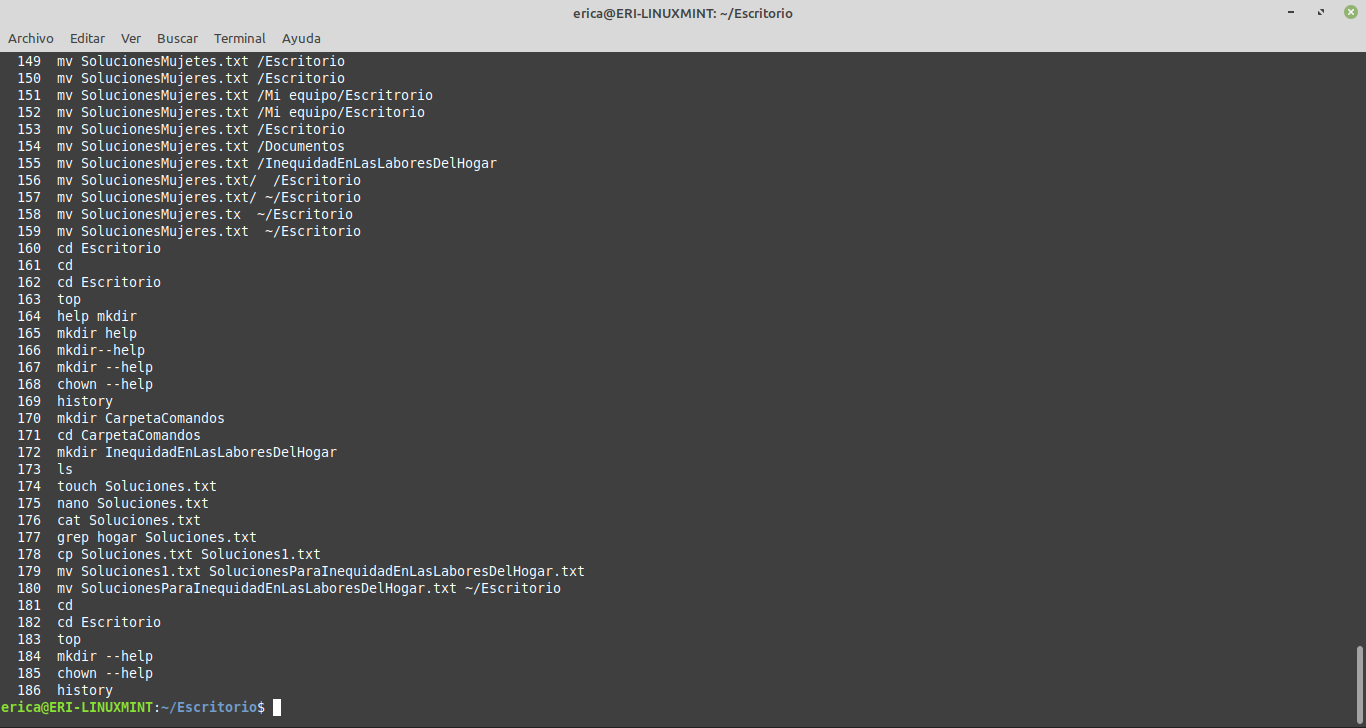 erica@ERI-LINUXMINT: ~/Escritorio
Archivo Editar Ver Buscar Terminal Ayuda
149  mv SolucionesMujetes.txt /Escritorio
150  mv SolucionesMujeres.txt /Escritorio
151  mv SolucionesMujeres.txt /Mi equipo/Escritrorio
152  mv SolucionesMujeres.txt /Mi equipo/Escritorio
153  mv SolucionesMujeres.txt /Escritorio
154  mv SolucionesMujeres.txt /Documentos
155  mv SolucionesMujeres.txt /InequidadEnLasLaboresDelHogar
156  mv SolucionesMujeres.txt/  /Escritorio
157  mv SolucionesMujeres.txt/ ~/Escritorio
158  mv SolucionesMujeres.tx  ~/Escritorio
159  mv SolucionesMujeres.txt  ~/Escritorio
160  cd Escritorio
161  cd
162  cd Escritorio
163  top
164  help mkdir
165  mkdir help
166  mkdir--help
167  mkdir --help
168  chown --help
169  history
170  mkdir CarpetaComandos
171  cd CarpetaComandos
172  mkdir InequidadEnLasLaboresDelHogar
173  ls
174  touch Soluciones.txt
175  nano Soluciones.txt
176  cat Soluciones.txt
177  grep hogar Soluciones.txt
178  cp Soluciones.txt Soluciones1.txt
179  mv Soluciones1.txt SolucionesParaInequidadEnLasLaboresDelHogar.txt
180  mv SolucionesParaInequidadEnLasLaboresDelHogar.txt ~/Escritorio
181  cd
182  cd Escritorio
183  top
184  mkdir --help
185  chown --help
186  history
erica@ERI-LINUXMINT:~/Escritorio$